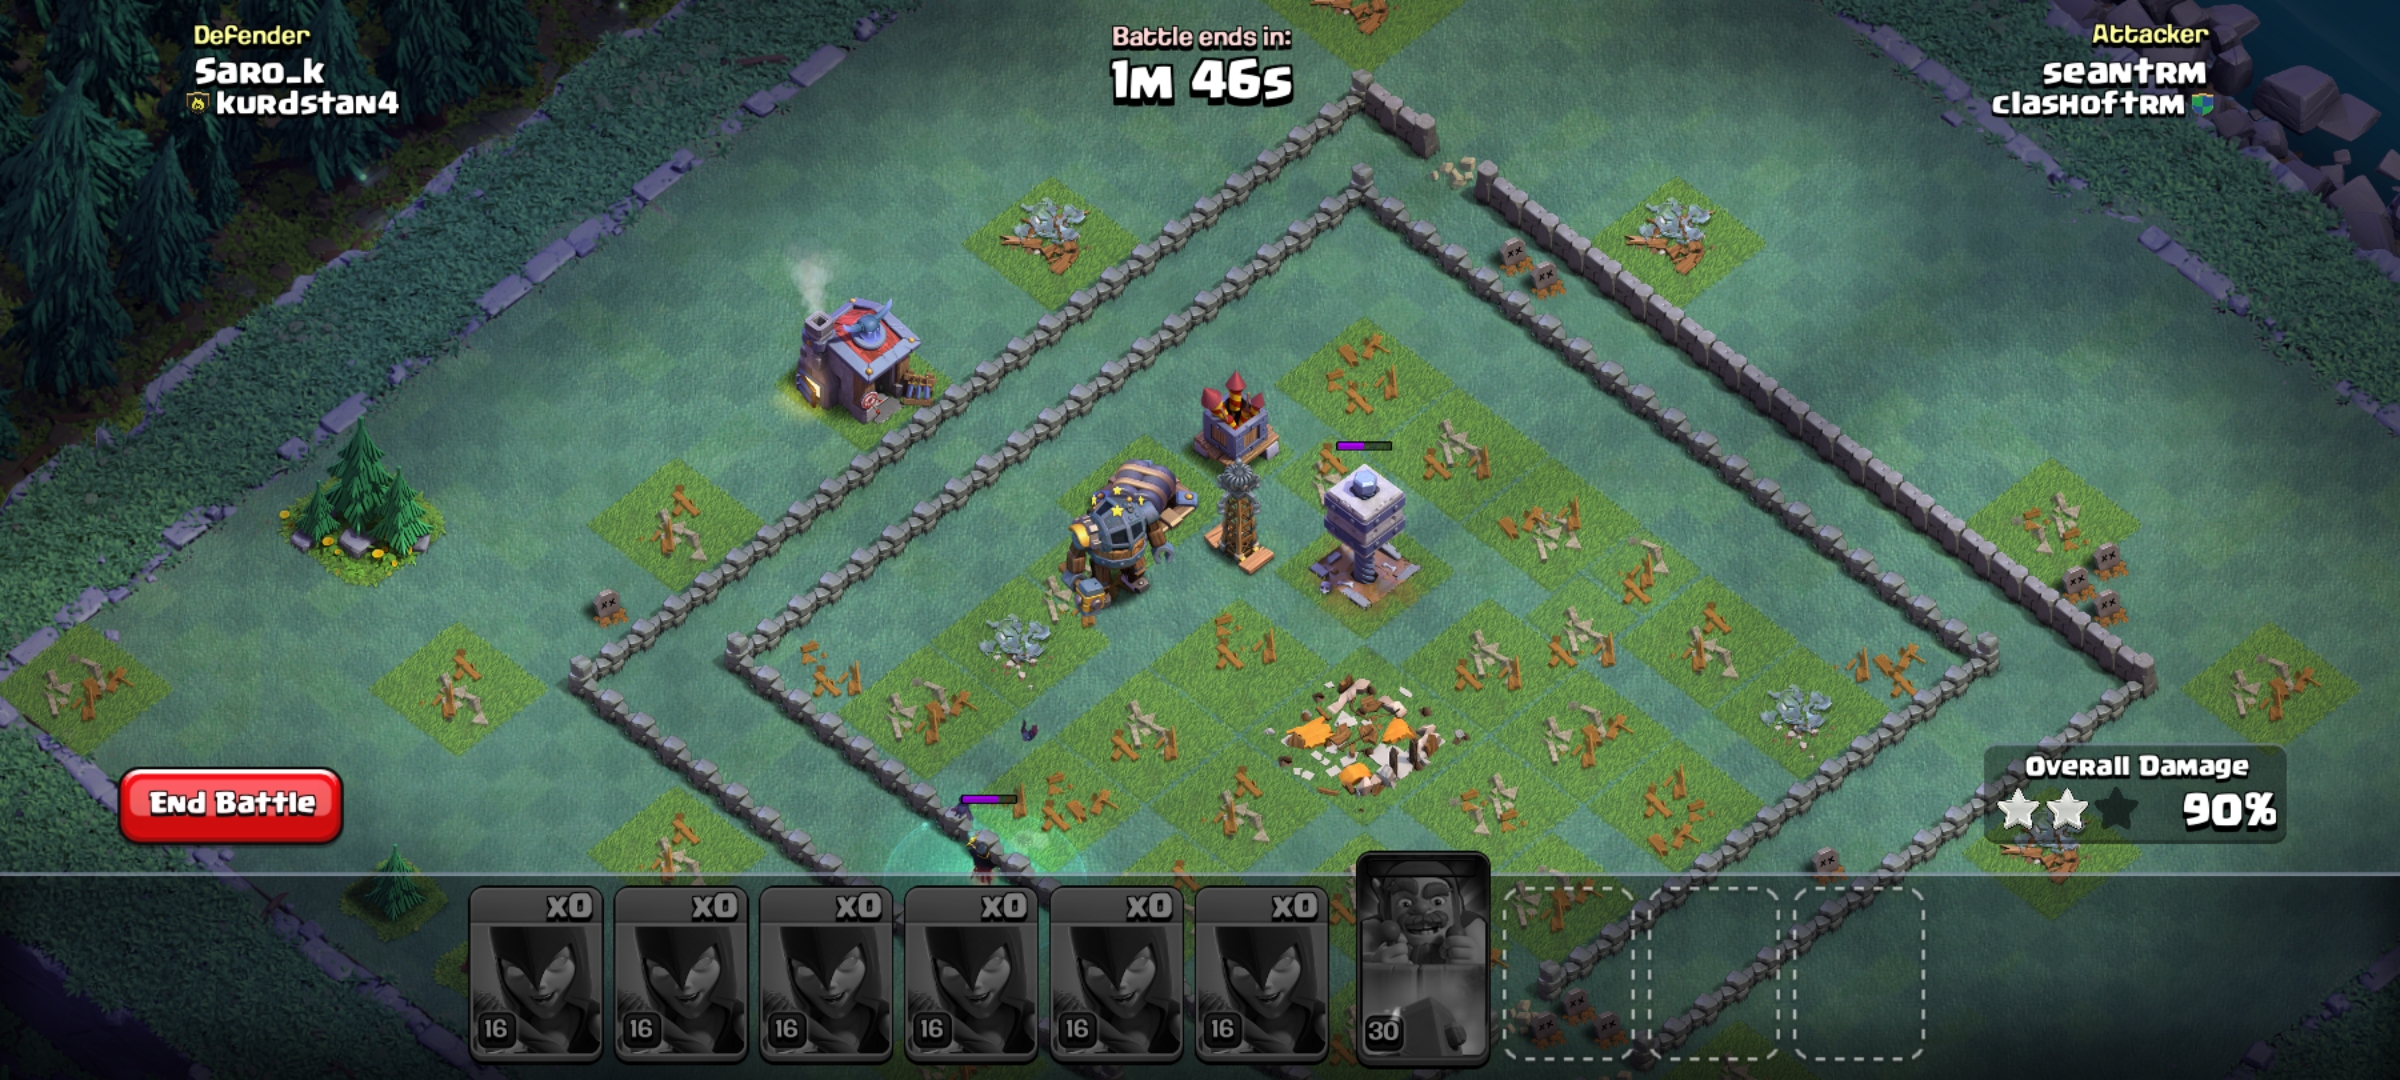 Defender
Saro_k
kurdstan4
Battle ends in:
1M 46s
Attacker
seantrm
clashoftrm
End Battle
Overall Damage
90%
x0
x0
x0
x0
x0
x0
16
16
16
16
16
16
30